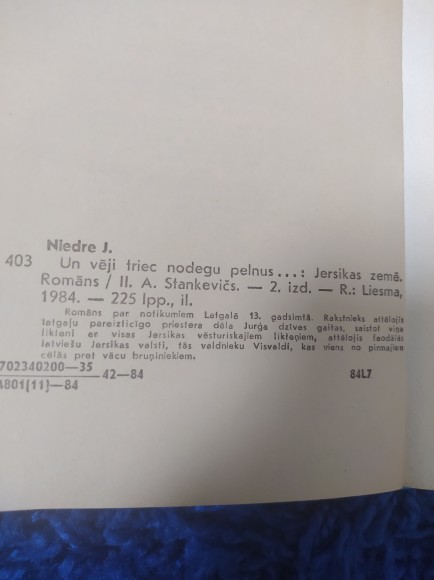 Niedre J.
403 Un vēji triec nodegu pelnus...: Jersikas zemā.
Romāns / Il. A. Stankevičs. — 2. izd. — R.: Liesma,
1984. — 225 lpp., il.
Romāns par notikumiem Latgalē 13. gadsimtā. Rakstnieks attēlojis
latgaļu pareizticīgo priestera dēla Jurģa dzīves gaitas, saistot viņa
likteni ar visas Jersikas vēsturiskajiem likteņiem, attēlojis feodālās
latviešu Jersikas valsti, tās valdnieku Visvaldi, kas viens no pirmajiem
cēlās pret vācu bruņiniekiem.
702340200—35
42—84
84L7
A801(11)—84